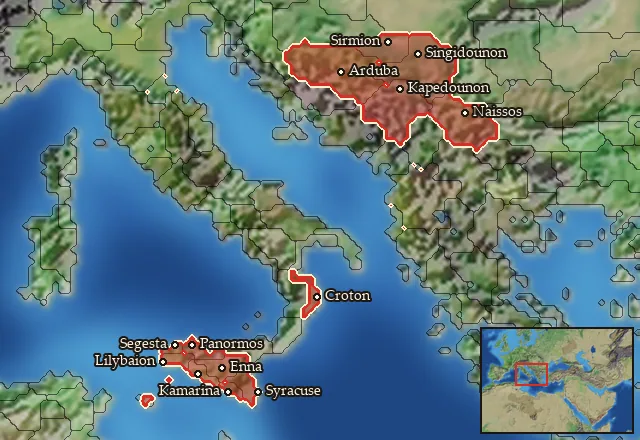 Sirmion
Singidounon
Arduba
Kapedounon
Naissos
Croton
Segesta
Panormos
Lilybaion
Enna
Kamarina
Syracuse